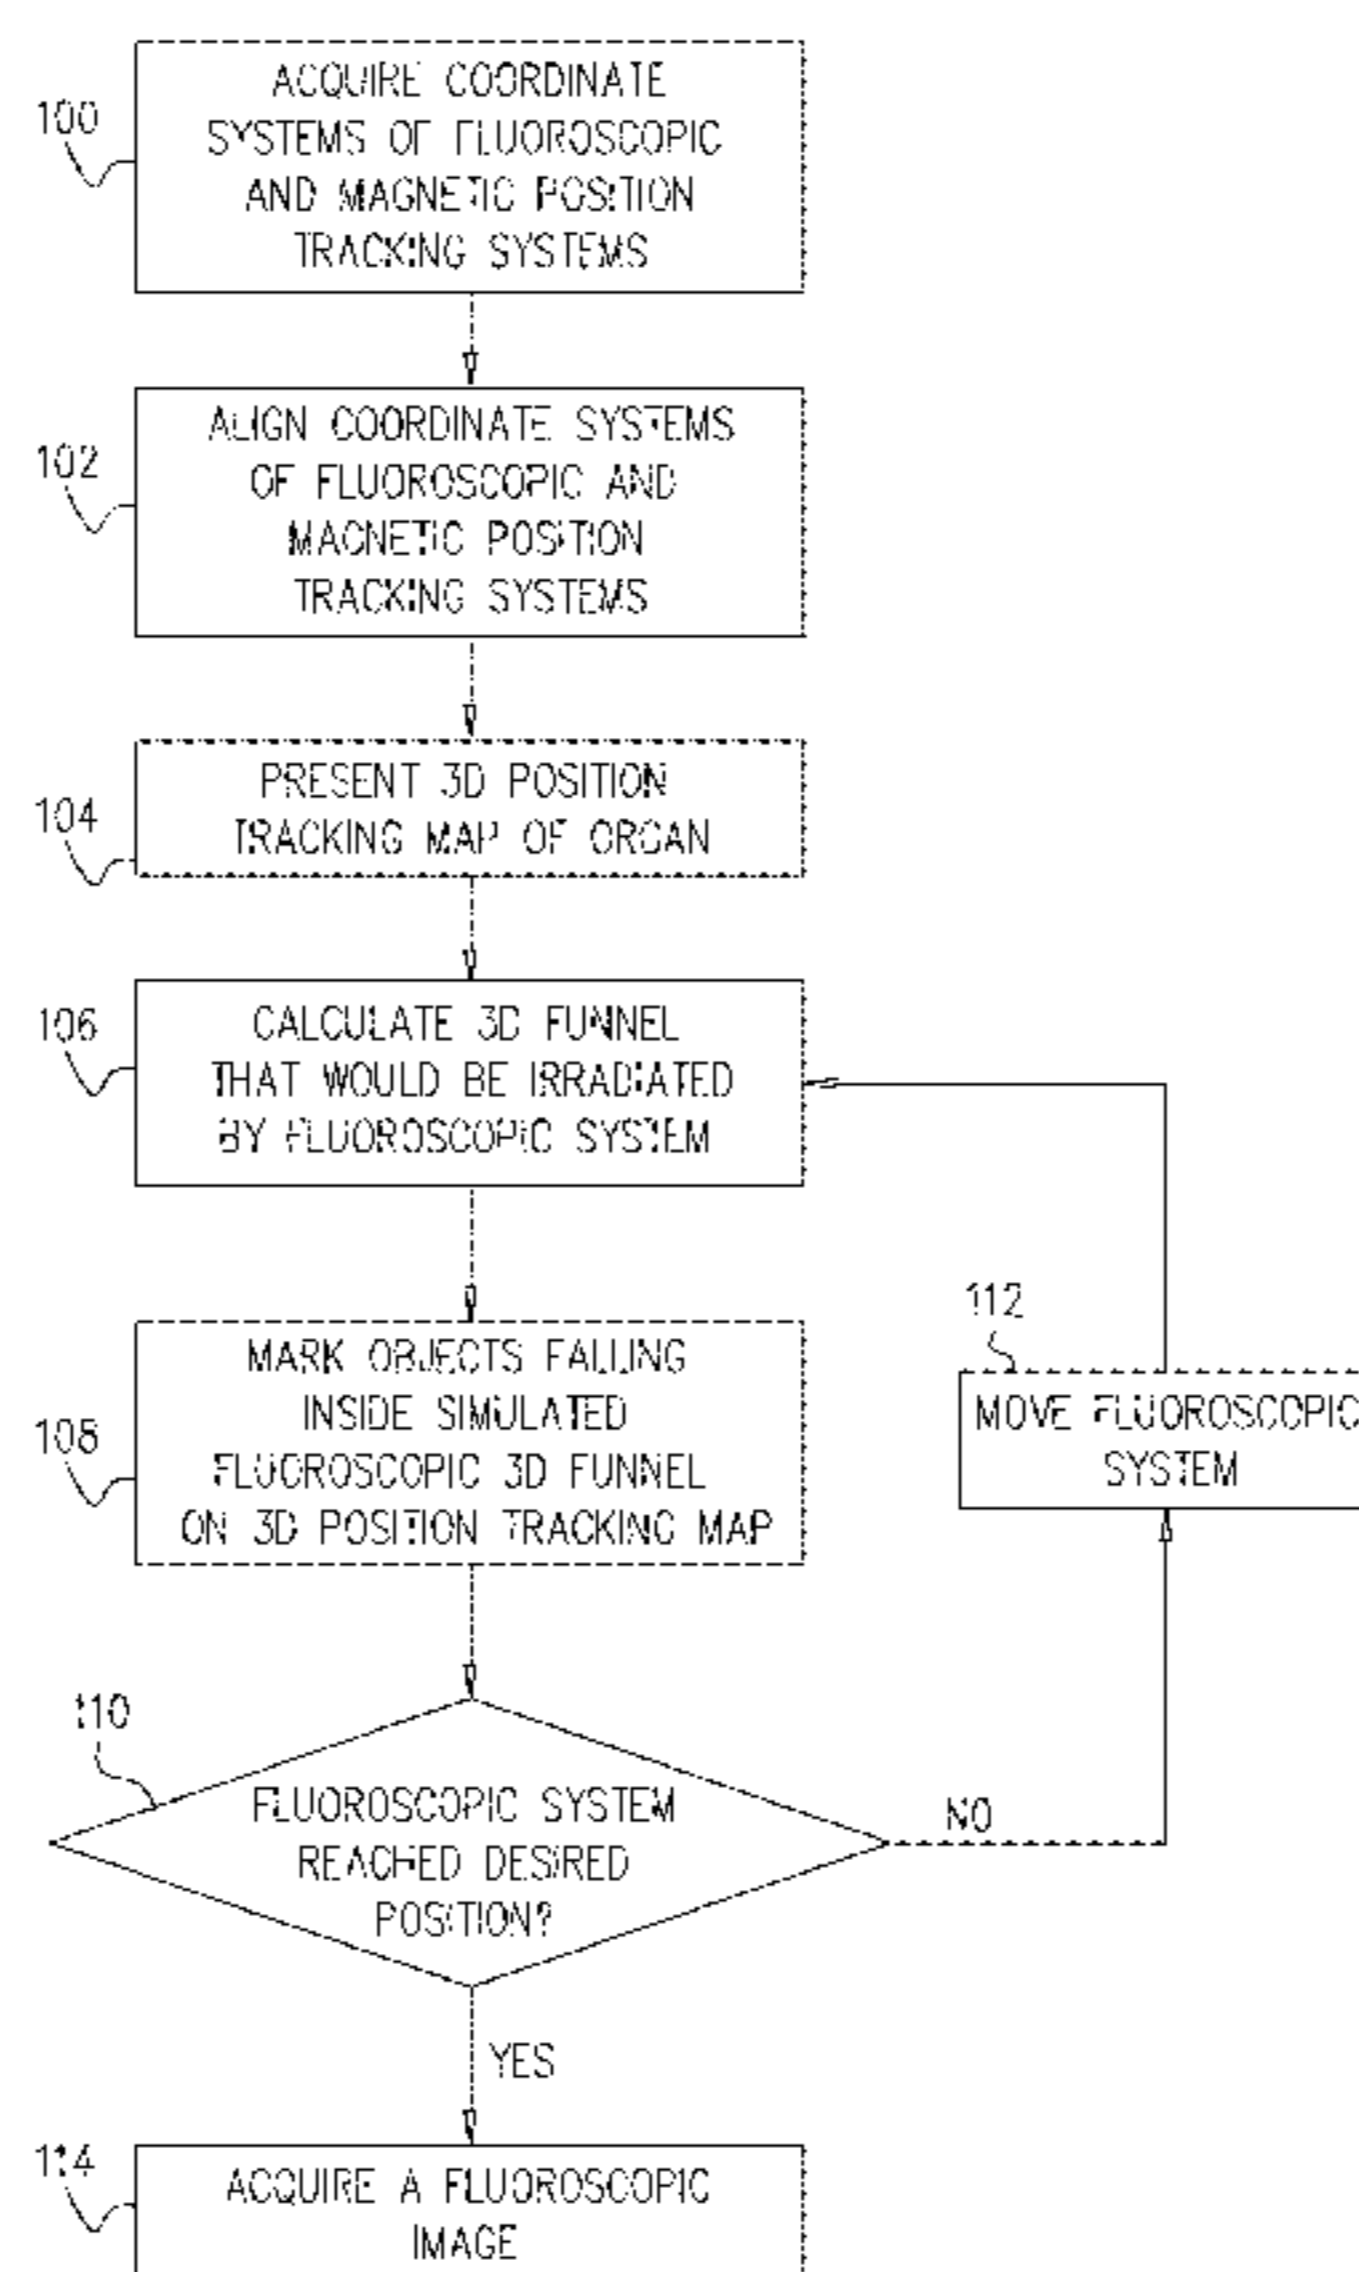 100
ACQUIRE COORDINATE
SYSTEMS OF FLUOROSCOPIC
AND MAGNETIC POSITION
TRACKING SYSTEMS
102
ALIGN COORDINATE SYSTEMS
OF FLUOROSCOPIC AND
MAGNETIC POSITION
TRACKING SYSTEMS
104
PRESENT 3D POSITION
TRACKING MAP OF ORGAN
106
CALCULATE 3D FUNNEL
THAT WOULD BE IRRADIATED
BY FLUOROSCOPIC SYSTEM
108
MARK OBJECTS FALLING
INSIDE SIMULATED
FLUOROSCOPIC 3D FUNNEL
ON 3D POSITION TRACKING MAP
112
MOVE FLUOROSCOPIC
SYSTEM
110
FLUOROSCOPIC SYSTEM
REACHED DESIRED
POSITION?
NO
YES
114
ACQUIRE A FLUOROSCOPIC
IMAGE